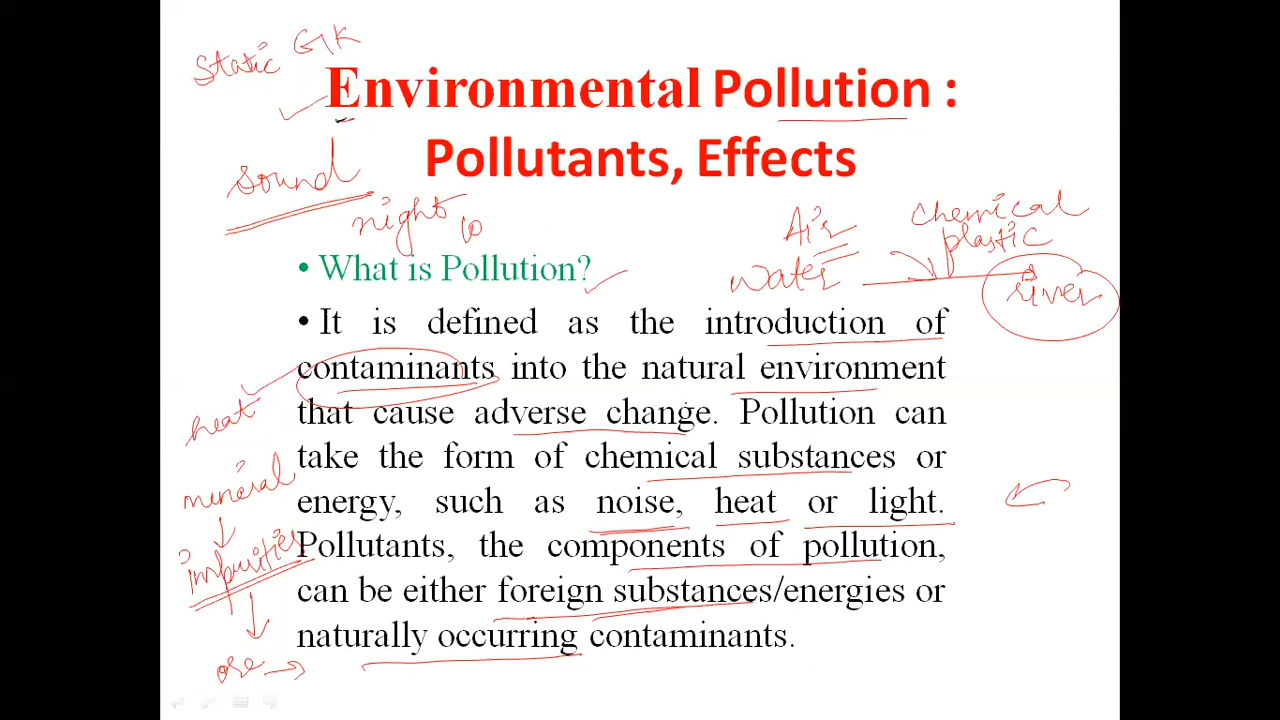 Static GK
Environmental Pollution :
Pollutants, Effects
sound
night 10
Air
water
chemical
plastic
river
• What is Pollution?
• It is defined as the introduction of
contaminants into the natural environment
that cause adverse change. Pollution can
take the form of chemical substances or
energy, such as noise, heat or light.
Pollutants, the components of pollution,
can be either foreign substances/energies or
naturally occurring contaminants.
heat
mineral
impurities
ore